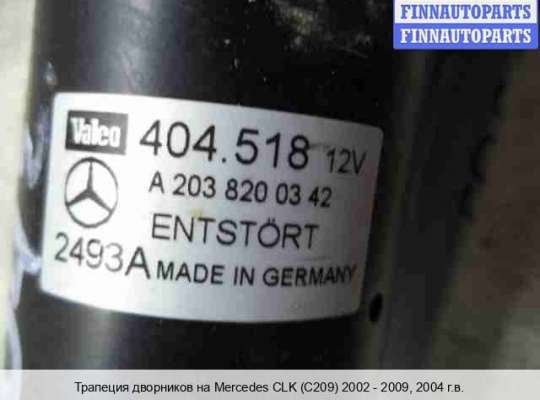 FINNAUTOPARTS
FINNAUTOPARTS
Valeo 404.518 12V
A 203 820 03 42
ENTSTÖRT
2493A MADE IN GERMANY
Трапеция дворников на Mercedes CLK (C209) 2002 - 2009, 2004 г.в.